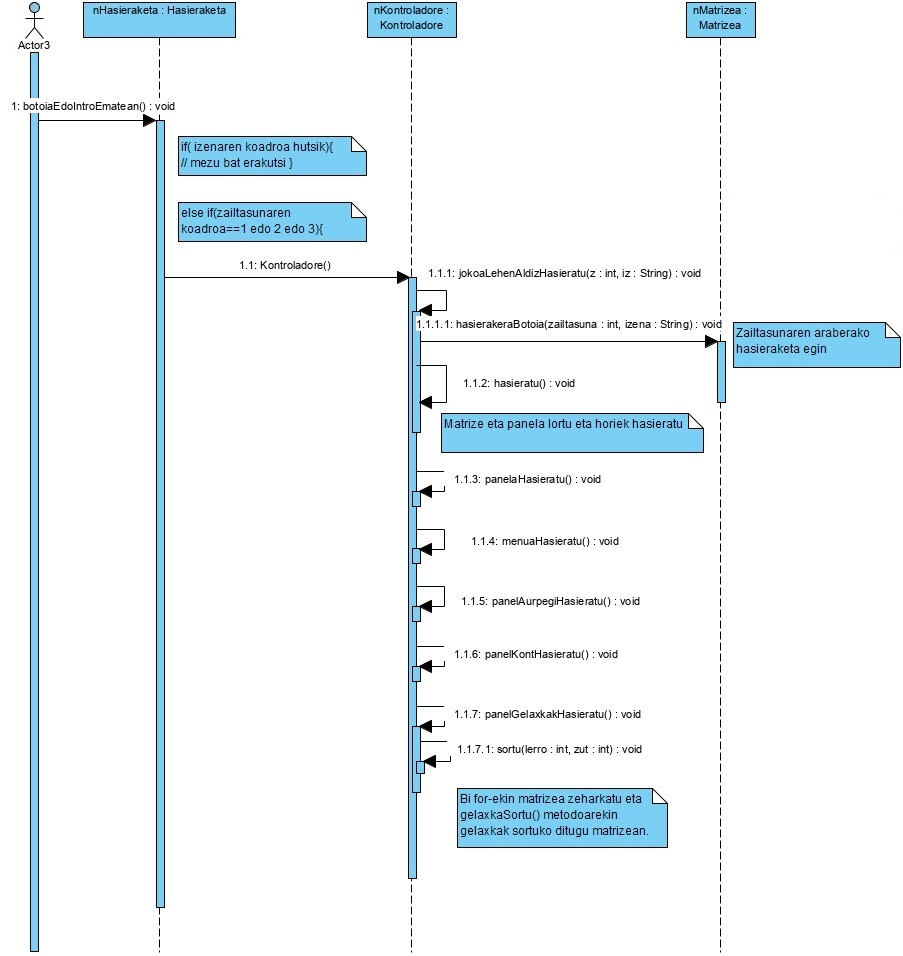 nHasieraketa : Hasieraketa
nKontroladore :
Kontroladore
nMatrizea :
Matrizea
Actor3
1: botoiaEdoIntroEmatean() : void
if( izenaren koadroa hutsik){
// mezu bat erakutsi }
else if(zailtasunaren
koadroa==1 edo 2 edo 3){
1.1: Kontroladore()
1.1.1: jokoaLehenAldizHasieratu(z : int, iz : String) : void
1.1.1.1: hasierakeraBotoia(zailtasuna : int, izena : String) : void
Zailtasunaren araberako
hasieraketa egin
1.1.2: hasieratu() : void
Matrize eta panela lortu eta horiek hasieratu
1.1.3: panelaHasieratu() : void
1.1.4: menuaHasieratu() : void
1.1.5: panelAurpegiHasieratu() : void
1.1.6: panelKontHasieratu() : void
1.1.7: panelGelaxkakHasieratu() : void
1.1.7.1: sortu(lerro : int, zut : int) : void
Bi for-ekin matrizea zeharkatu eta
gelaxkaSortu() metodoarekin
gelaxkak sortuko ditugu matrizean.